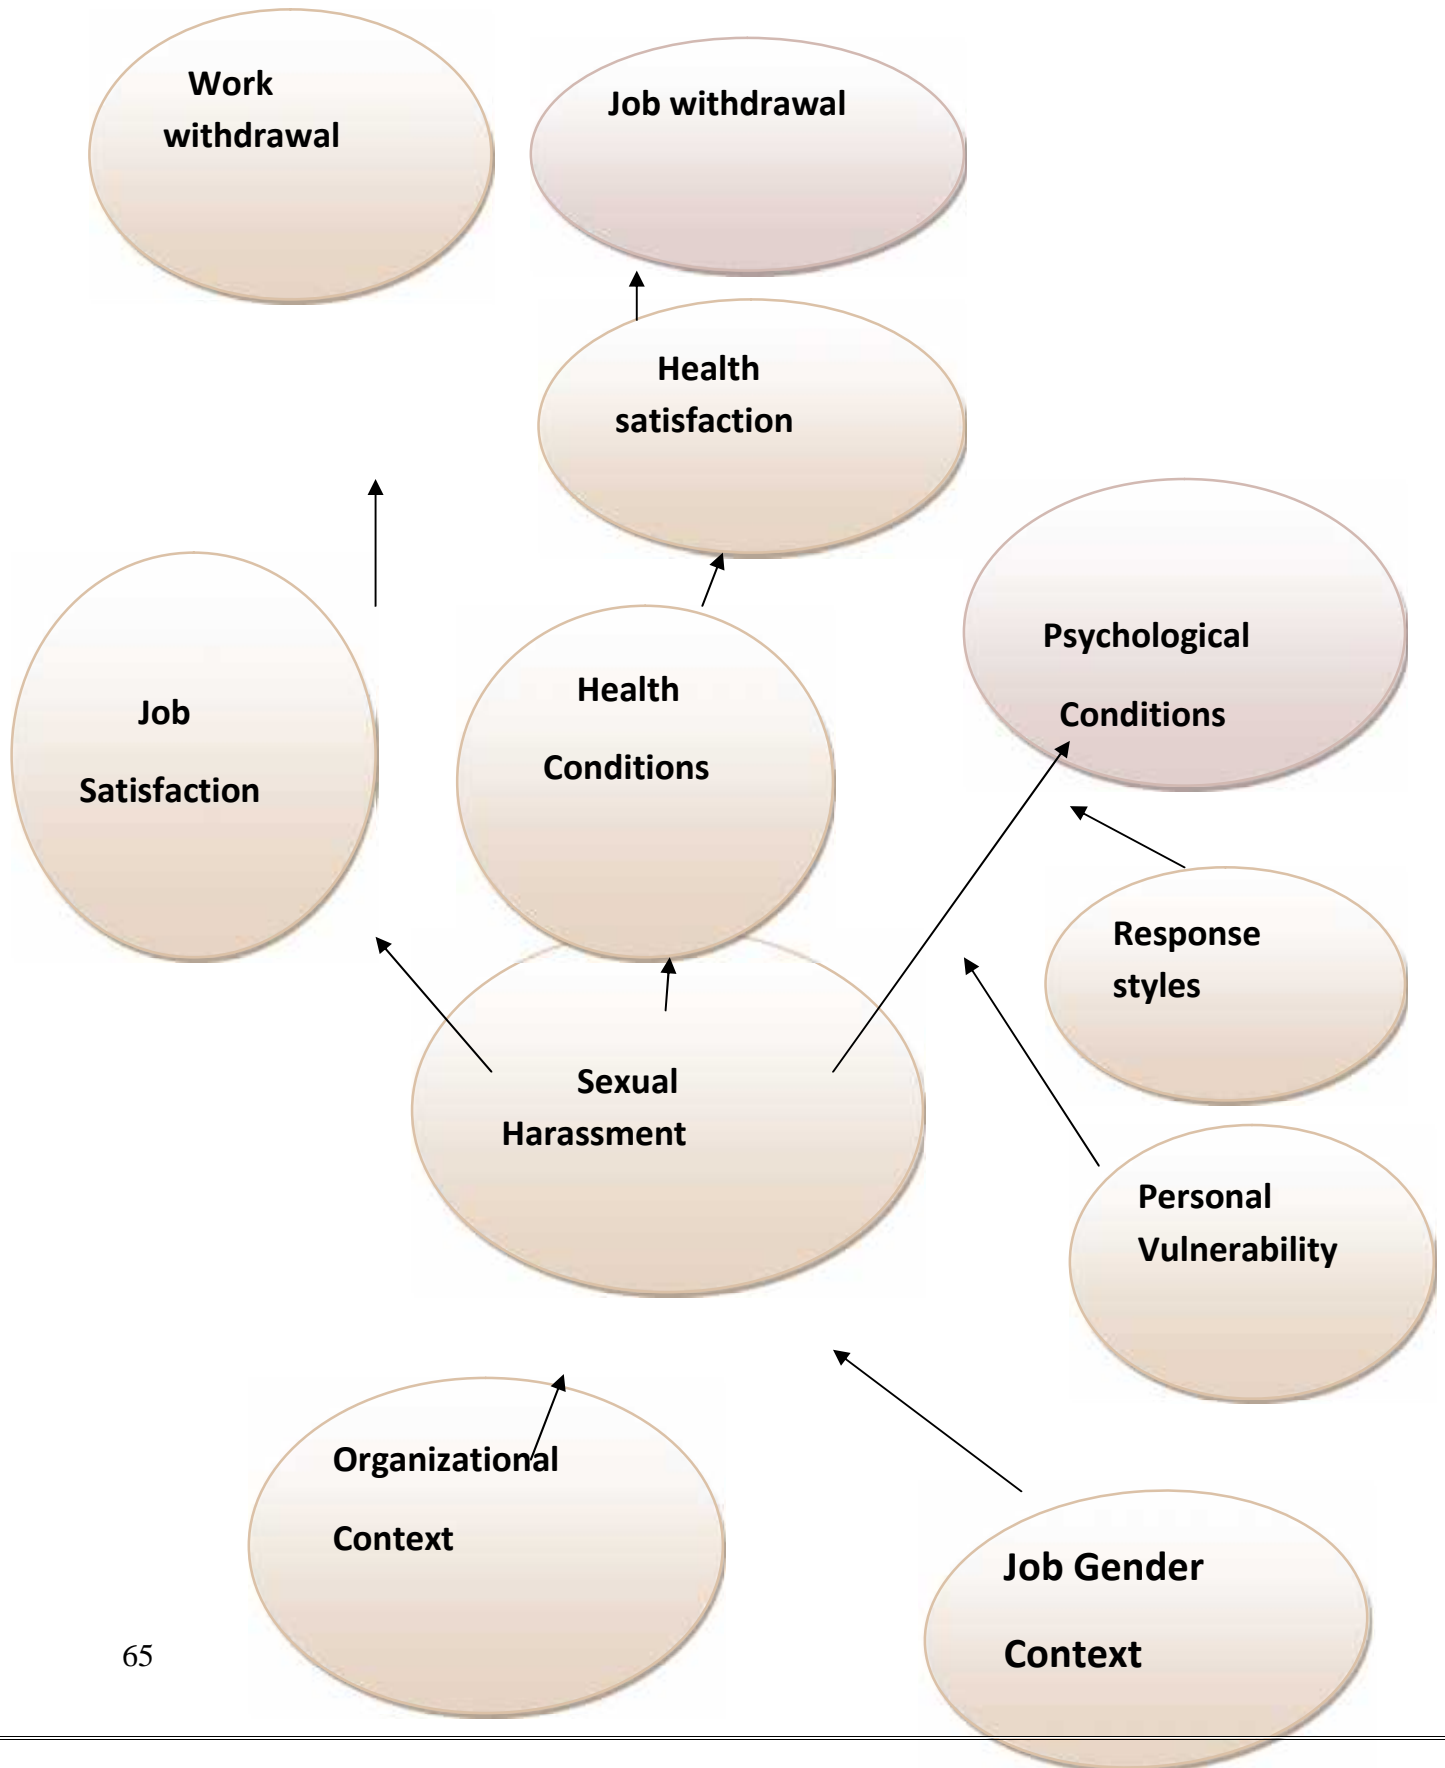 Work
withdrawal
Job withdrawal
Health
satisfaction
Psychological
Conditions
Job
Satisfaction
Health
Conditions
Response
styles
Sexual
Harassment
Personal
Vulnerability
Organizational
Context
Job Gender
Context
65